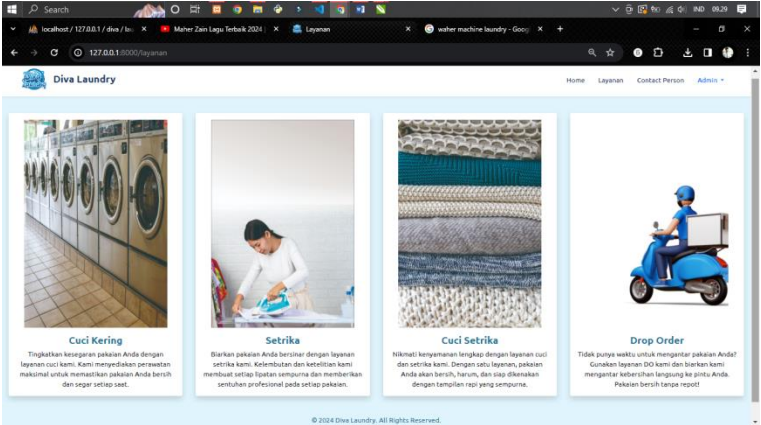 Search
IND 09.29
localhost / 127.0.0.1 / diva / la
Maher Zain Lagu Terbaik 2024 |
Layanan
waher machine laundry - Goog
127.0.0.1:8000/layanan
Diva Laundry
Home Layanan Contact Person Admin
Cuci Kering
Tingkatkan kesegaran pakaian Anda dengan
layanan cuci kami. Kami menyediakan perawatan
maksimal untuk memastikan pakaian Anda bersih
dan segar setiap saat.
Setrika
Biarkan pakaian Anda bersinar dengan layanan
setrika kami. Kelembutan dan ketelitian kami
membuat setiap lipatan sempurna dan memberikan
sentuhan profesional pada setiap pakaian.
Cuci Setrika
Nikmati kenyamanan lengkap dengan layanan cuci
dan setrika kami. Dengan satu layanan, pakaian
Anda akan bersih, harum, dan siap dikenakan
dengan tampilan rapi yang sempurna.
Drop Order
Tidak punya waktu untuk mengantar pakaian Anda?
Gunakan layanan DO kami dan biarkan kami
mengantar kebersihan langsung ke pintu Anda.
Pakaian bersih tanpa repot!
© 2024 Diva Laundry. All Rights Reserved.